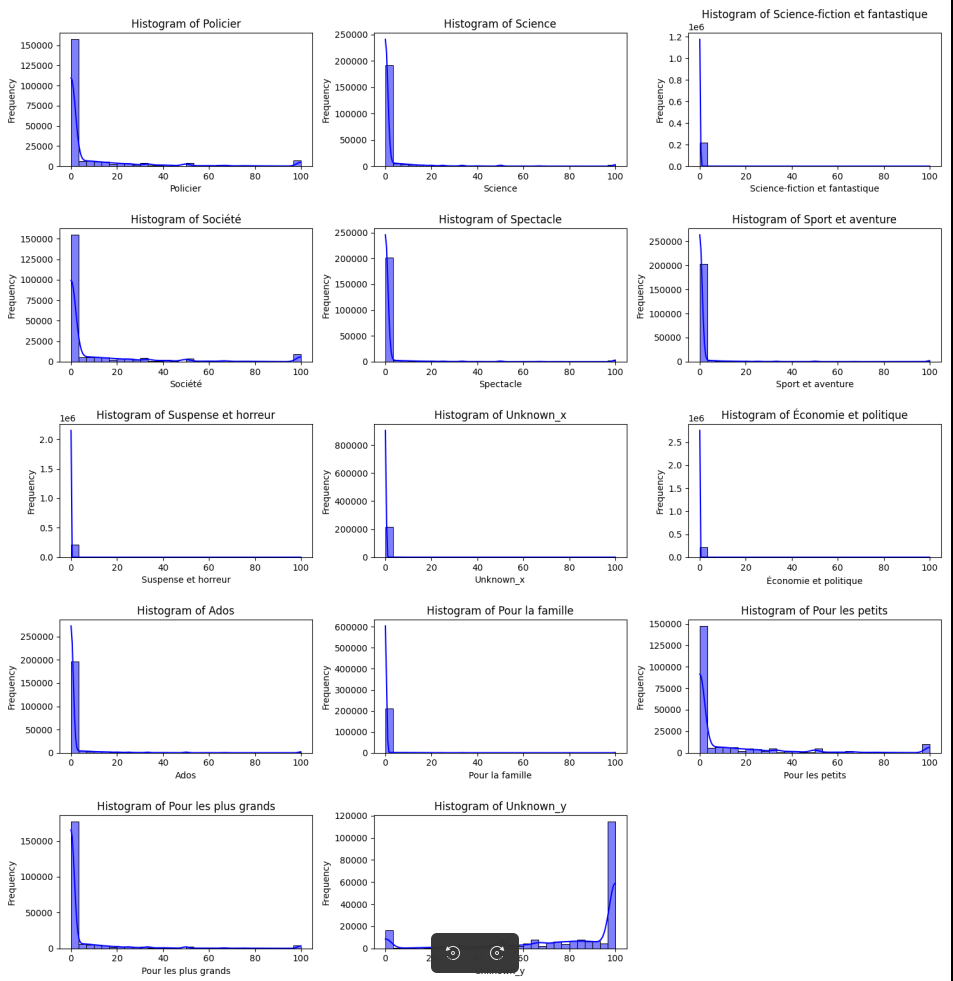 Histogram of Policier
Frequency
150000
125000
100000
75000
50000
25000
0
0 20 40 60 80 100
Policier
Histogram of Science
Frequency
250000
200000
150000
100000
50000
0
0 20 40 60 80 100
Science
Histogram of Science-fiction et fantastique
1e6
Frequency
1.2
1.0
0.8
0.6
0.4
0.2
0.0
0 20 40 60 80 100
Science-fiction et fantastique
Histogram of Société
Frequency
150000
125000
100000
75000
50000
25000
0
0 20 40 60 80 100
Société
Histogram of Spectacle
Frequency
250000
200000
150000
100000
50000
0
0 20 40 60 80 100
Spectacle
Histogram of Sport et aventure
Frequency
250000
200000
150000
100000
50000
0
0 20 40 60 80 100
Sport et aventure
Histogram of Suspense et horreur
1e6
Frequency
2.0
1.5
1.0
0.5
0.0
0 20 40 60 80 100
Suspense et horreur
Histogram of Unknown_x
Frequency
800000
600000
400000
200000
0
0 20 40 60 80 100
Unknown_x
Histogram of Économie et politique
1e6
Frequency
2.5
2.0
1.5
1.0
0.5
0.0
0 20 40 60 80 100
Économie et politique
Histogram of Ados
Frequency
250000
200000
150000
100000
50000
0
0 20 40 60 80 100
Ados
Histogram of Pour la famille
Frequency
600000
500000
400000
300000
200000
100000
0
0 20 40 60 80 100
Pour la famille
Histogram of Pour les petits
Frequency
150000
125000
100000
75000
50000
25000
0
0 20 40 60 80 100
Pour les petits
Histogram of Pour les plus grands
Frequency
150000
100000
50000
0
0 20 40 60 80 100
Pour les plus grands
Histogram of Unknown_y
Frequency
120000
100000
80000
60000
40000
20000
0
0 80 100